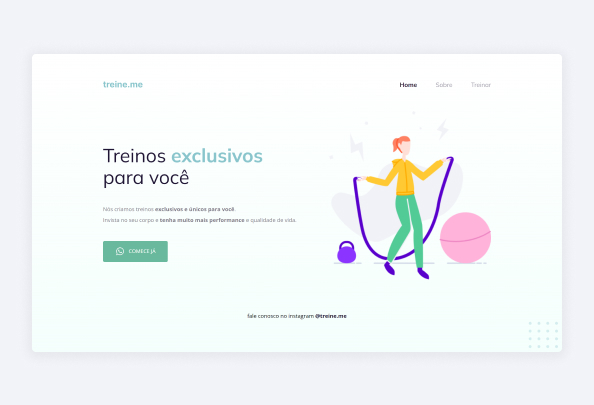 treine.me
Home Sobre Treinar
Treinos exclusivos
para você
Nós criamos treinos exclusivos e únicos para você.
Invista no seu corpo e tenha muito mais performance e qualidade de vida.
COMECE JÁ
fale conosco no instagram @treine.me